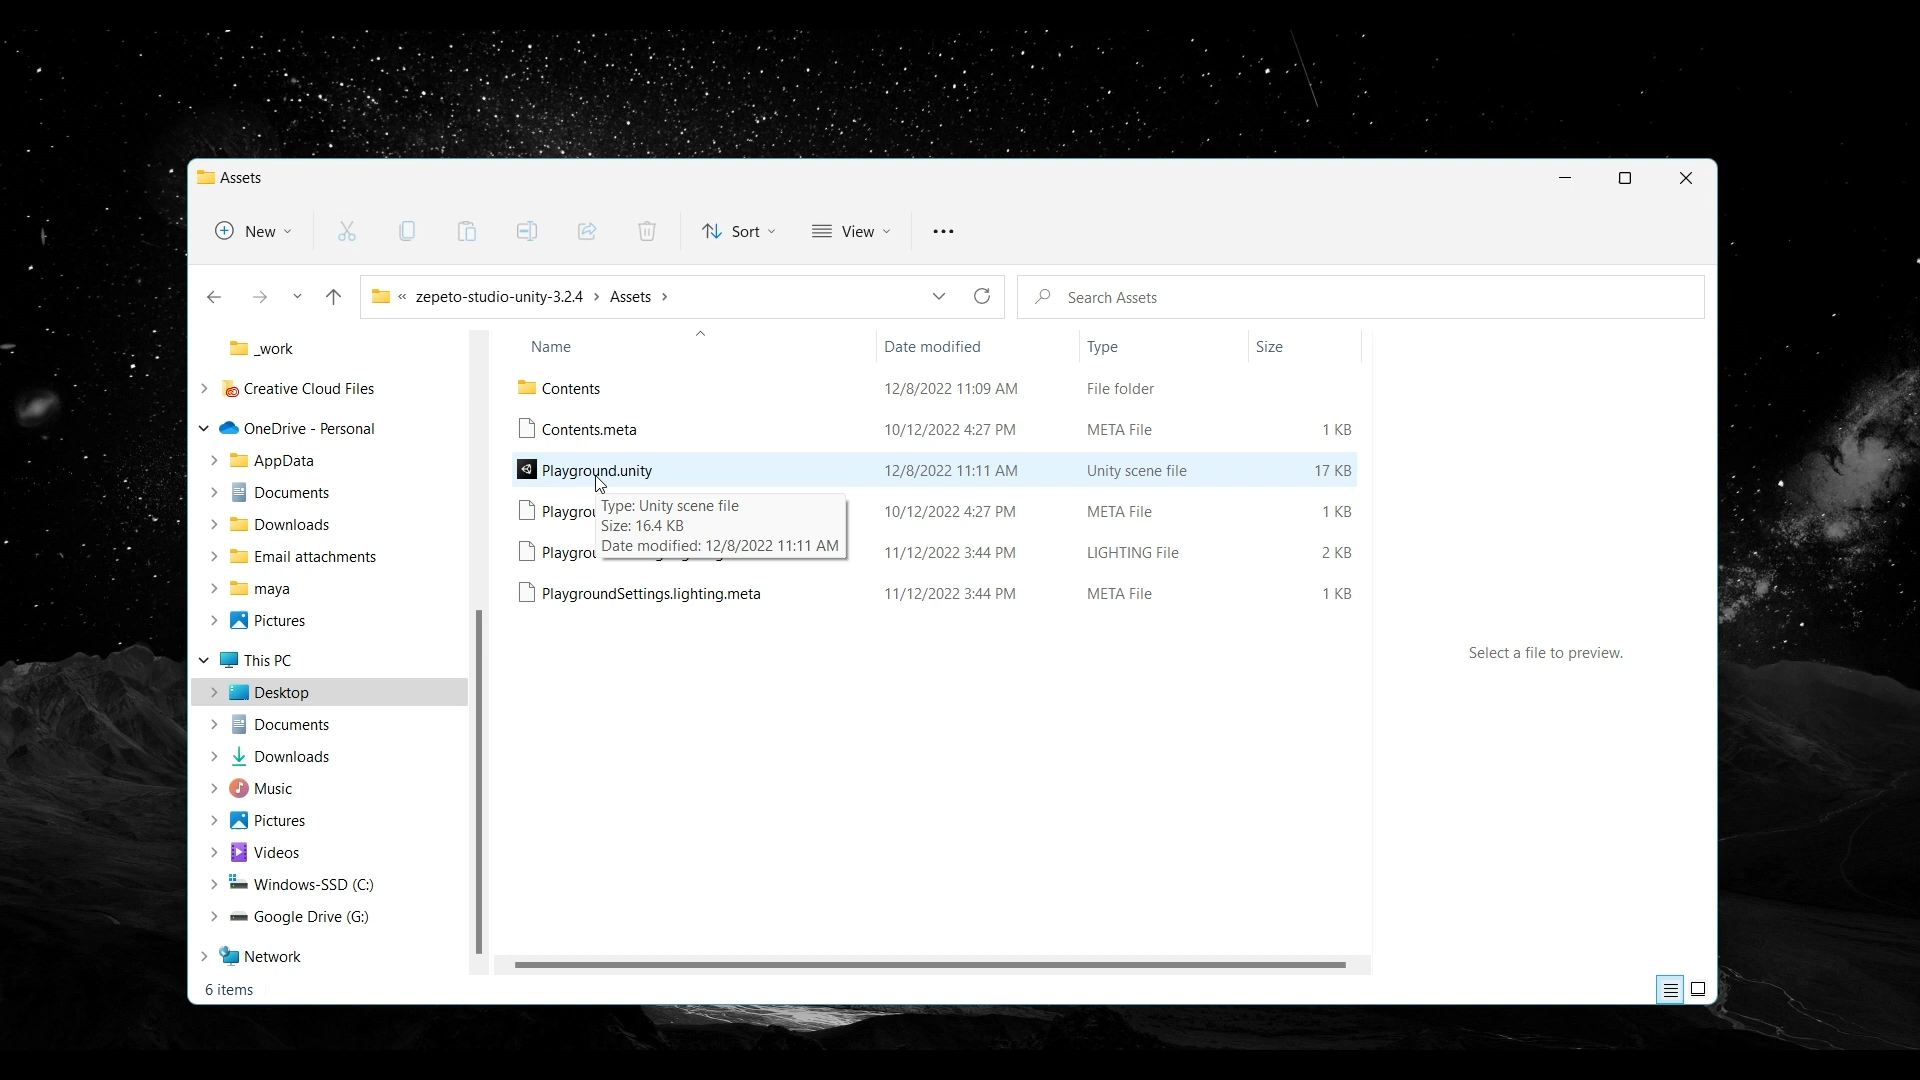 Assets
New
Sort
View
« zepeto-studio-unity-3.2.4 > Assets >
Search Assets
_work
Creative Cloud Files
OneDrive - Personal
AppData
Documents
Downloads
Email attachments
maya
Pictures
This PC
Desktop
Documents
Downloads
Music
Pictures
Videos
Windows-SSD (C:)
Google Drive (G:)
Network
Name Date modified Type Size
Contents 12/8/2022 11:09 AM File folder
Contents.meta 10/12/2022 4:27 PM META File 1 KB
Playground.unity 12/8/2022 11:11 AM Unity scene file 17 KB
10/12/2022 4:27 PM META File 1 KB
11/12/2022 3:44 PM LIGHTING File 2 KB
PlaygroundSettings.lighting.meta 11/12/2022 3:44 PM META File 1 KB
Type: Unity scene file
Size: 16.4 KB
Date modified: 12/8/2022 11:11 AM
Select a file to preview.
6 items